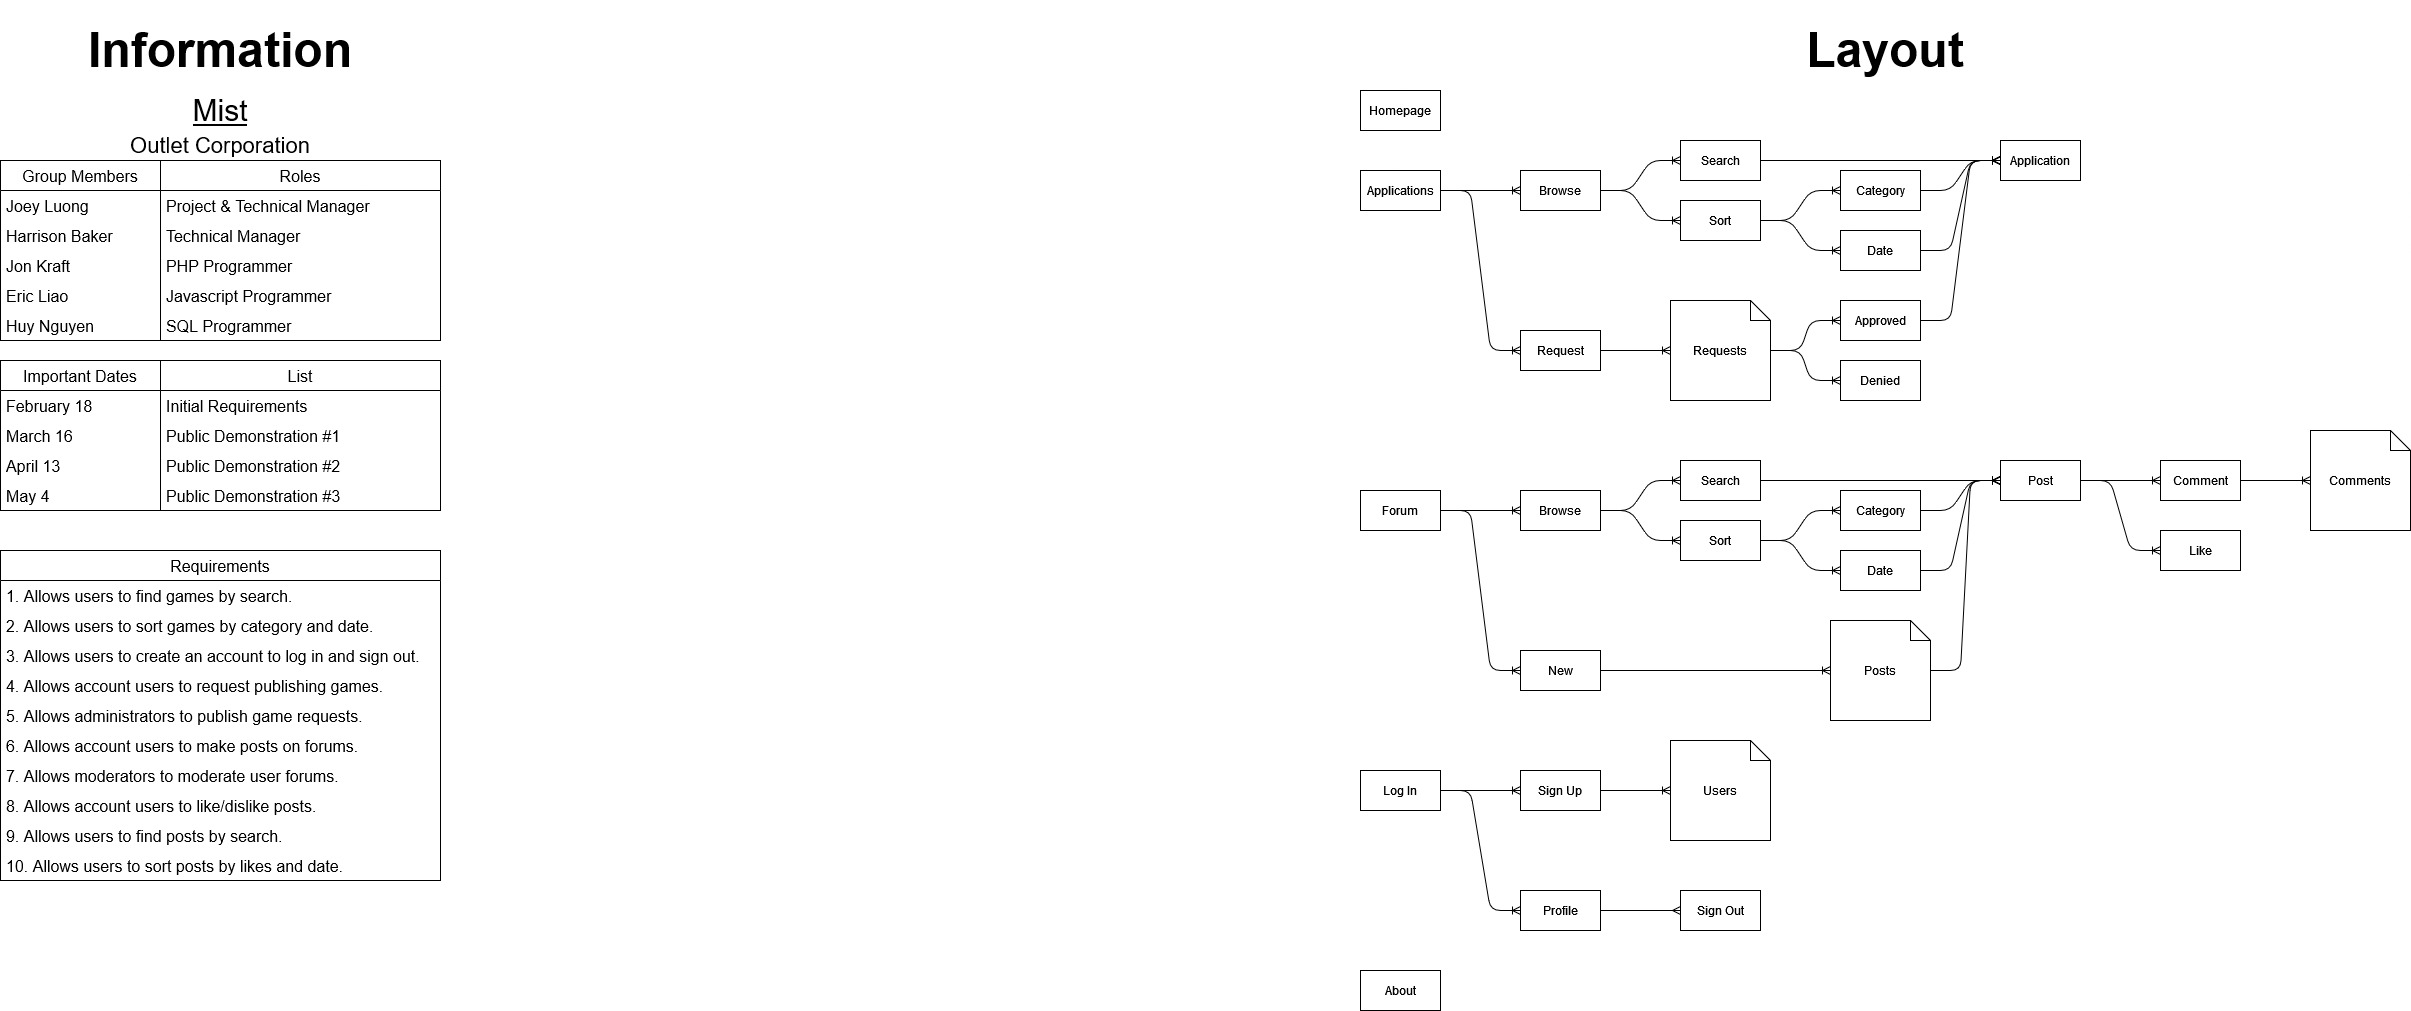 Information
Mist
Outlet Corporation
Group Members Roles
Joey Luong Project & Technical Manager
Harrison Baker Technical Manager
Jon Kraft PHP Programmer
Eric Liao Javascript Programmer
Huy Nguyen SQL Programmer
Important Dates List
February 18 Initial Requirements
March 16 Public Demonstration #1
April 13 Public Demonstration #2
May 4 Public Demonstration #3
Requirements
1. Allows users to find games by search.
2. Allows users to sort games by category and date.
3. Allows users to create an account to log in and sign out.
4. Allows account users to request publishing games.
5. Allows administrators to publish game requests.
6. Allows account users to make posts on forums.
7. Allows moderators to moderate user forums.
8. Allows account users to like/dislike posts.
9. Allows users to find posts by search.
10. Allows users to sort posts by likes and date.
Layout
Homepage
Applications
Browse
Search
Sort
Category
Date
Application
Request
Requests
Approved
Denied
Forum
Browse
Search
Sort
Category
Date
Post
Comment
Comments
Like
New
Posts
Log In
Sign Up
Users
Profile
Sign Out
About